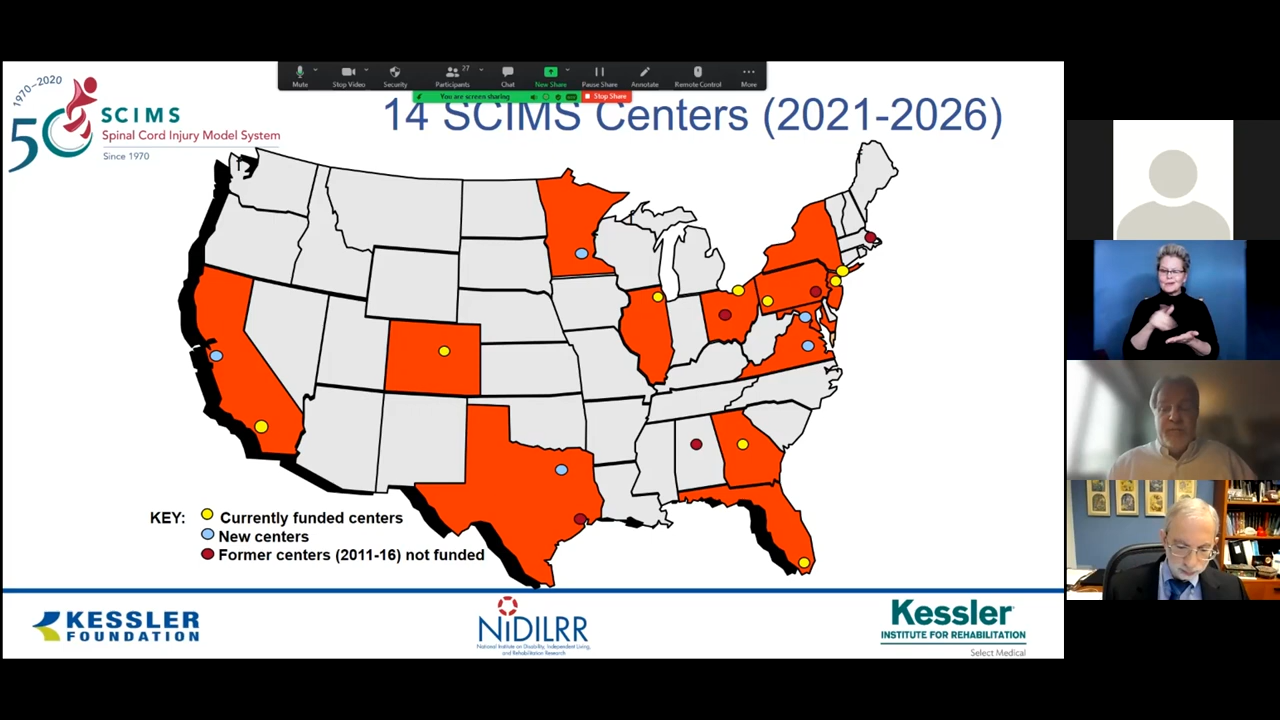 Mute
Stop Video
Security
Participants
27
Chat
New Share
Pause Share
Annotate
Remote Control
More
You are screen sharing
Stop Share
1970–2020
50
SCIMS
Spinal Cord Injury Model System
Since 1970
14 SCIMS Centers (2021-2026)
KEY:
Currently funded centers
New centers
Former centers (2011-16) not funded
KESSLER
FOUNDATION
NIDILRR
National Institute on Disability, Independent Living,
and Rehabilitation Research
Kessler
INSTITUTE FOR REHABILITATION
Select Medical